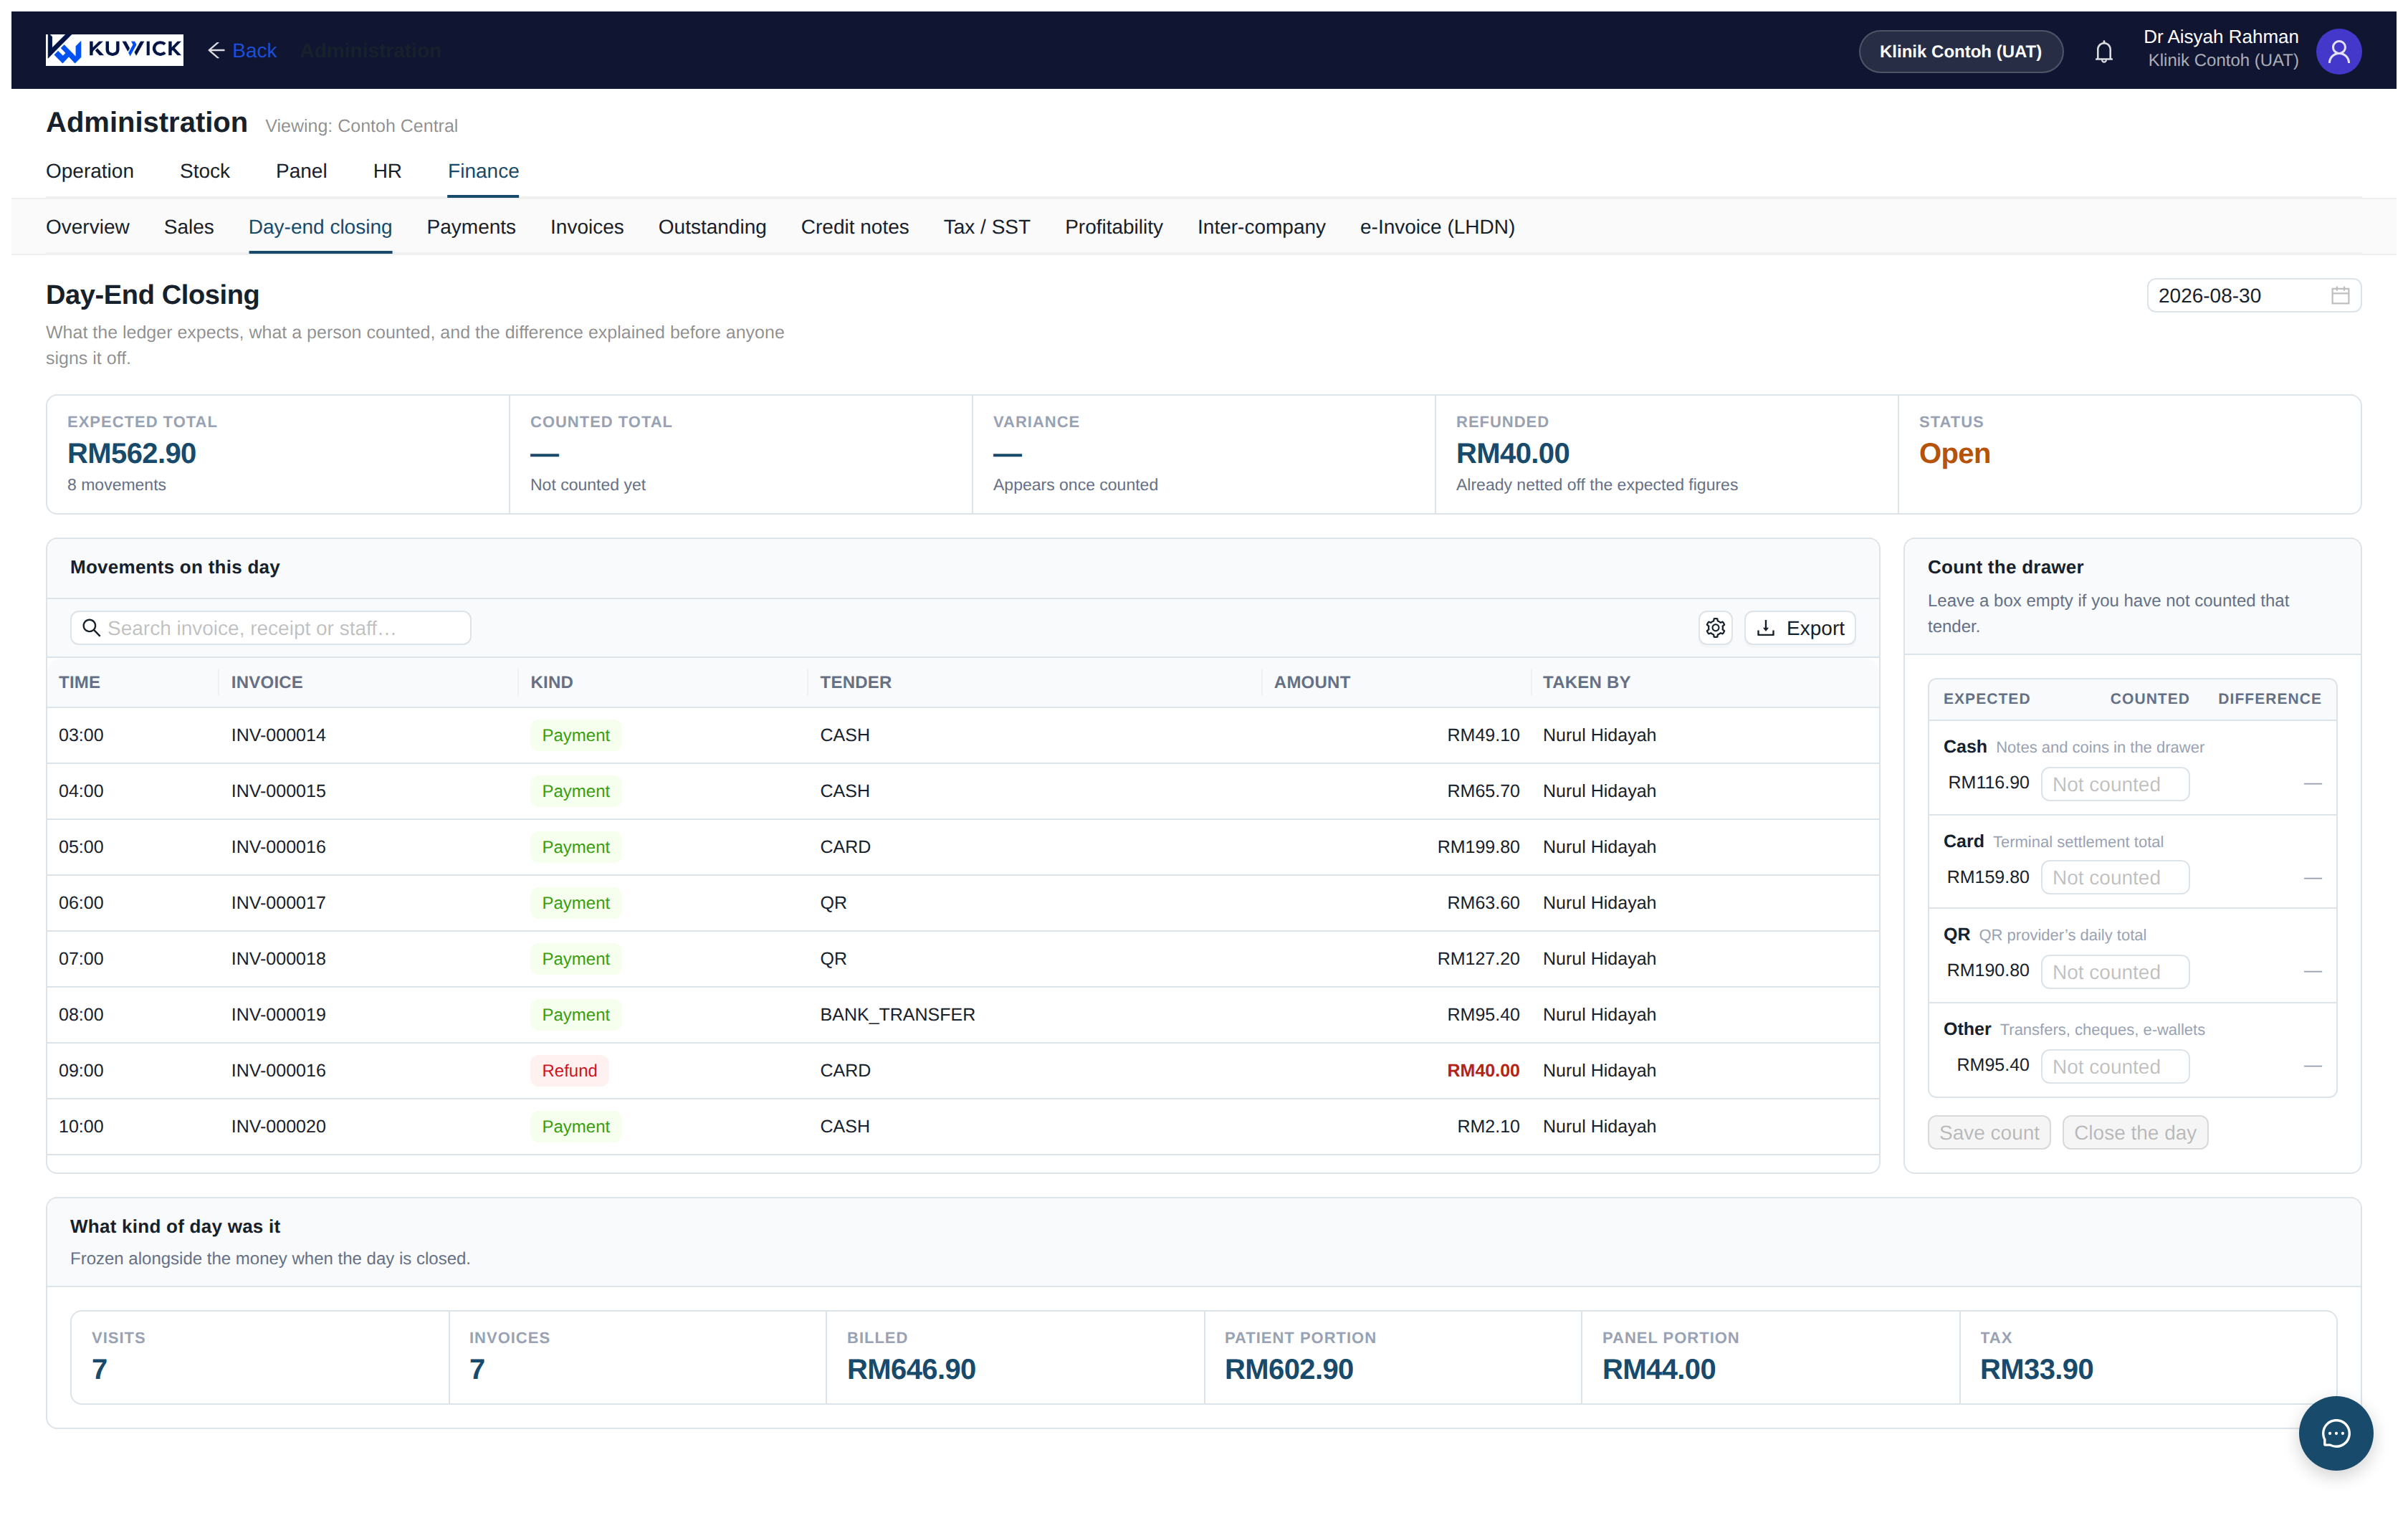 KUWICK
Back Administration
Klinik Contoh (UAT)
Dr Aisyah Rahman
Klinik Contoh (UAT)
Administration Viewing: Contoh Central
Operation Stock Panel HR Finance
Overview Sales Day-end closing Payments Invoices Outstanding Credit notes Tax / SST Profitability Inter-company e-Invoice (LHDN)
Day-End Closing
2026-08-30
What the ledger expects, what a person counted, and the difference explained before anyone
signs it off.
EXPECTED TOTAL
RM562.90
8 movements
COUNTED TOTAL
—
Not counted yet
VARIANCE
—
Appears once counted
REFUNDED
RM40.00
Already netted off the expected figures
STATUS
Open
Movements on this day
Search invoice, receipt or staff…
Export
TIME INVOICE KIND TENDER AMOUNT TAKEN BY
03:00 INV-000014 Payment CASH RM49.10 Nurul Hidayah
04:00 INV-000015 Payment CASH RM65.70 Nurul Hidayah
05:00 INV-000016 Payment CARD RM199.80 Nurul Hidayah
06:00 INV-000017 Payment QR RM63.60 Nurul Hidayah
07:00 INV-000018 Payment QR RM127.20 Nurul Hidayah
08:00 INV-000019 Payment BANK_TRANSFER RM95.40 Nurul Hidayah
09:00 INV-000016 Refund CARD RM40.00 Nurul Hidayah
10:00 INV-000020 Payment CASH RM2.10 Nurul Hidayah
Count the drawer
Leave a box empty if you have not counted that
tender.
EXPECTED COUNTED DIFFERENCE
Cash Notes and coins in the drawer
RM116.90 Not counted —
Card Terminal settlement total
RM159.80 Not counted —
QR QR provider’s daily total
RM190.80 Not counted —
Other Transfers, cheques, e-wallets
RM95.40 Not counted —
Save count Close the day
What kind of day was it
Frozen alongside the money when the day is closed.
VISITS
7
INVOICES
7
BILLED
RM646.90
PATIENT PORTION
RM602.90
PANEL PORTION
RM44.00
TAX
RM33.90